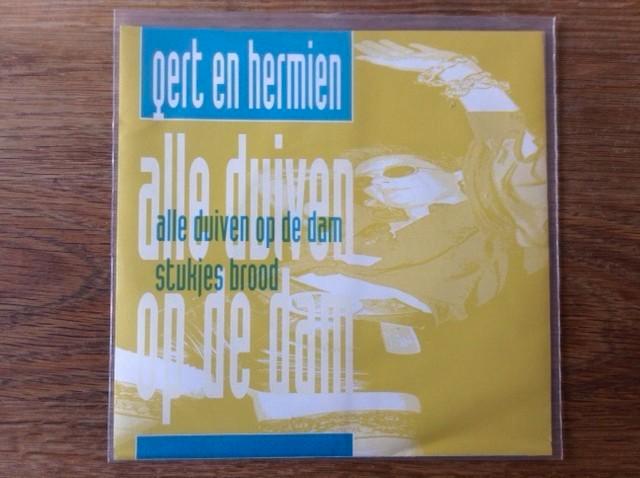 gert en hermien
alle duiven
alle duiven op de dam
stukjes brood
op de dam